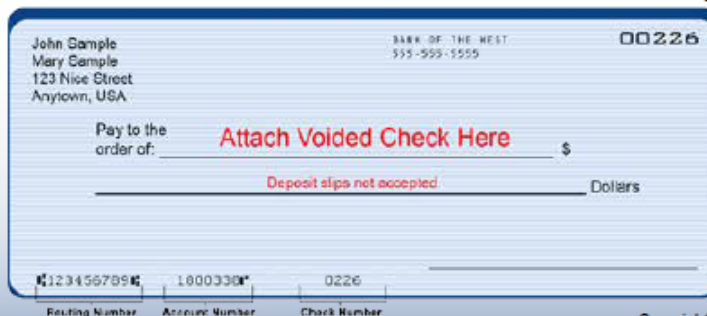 John Sample
Mary Sample
123 Nice Street
Anytown, USA
BANK OF THE WEST
555-555-5555
00226
Pay to the
order of:
Attach Voided Check Here
$
Deposit slips not accepted
Dollars
⑆123456789⑆ 1800338⑈ 0226
Routing Number Account Number Check Number